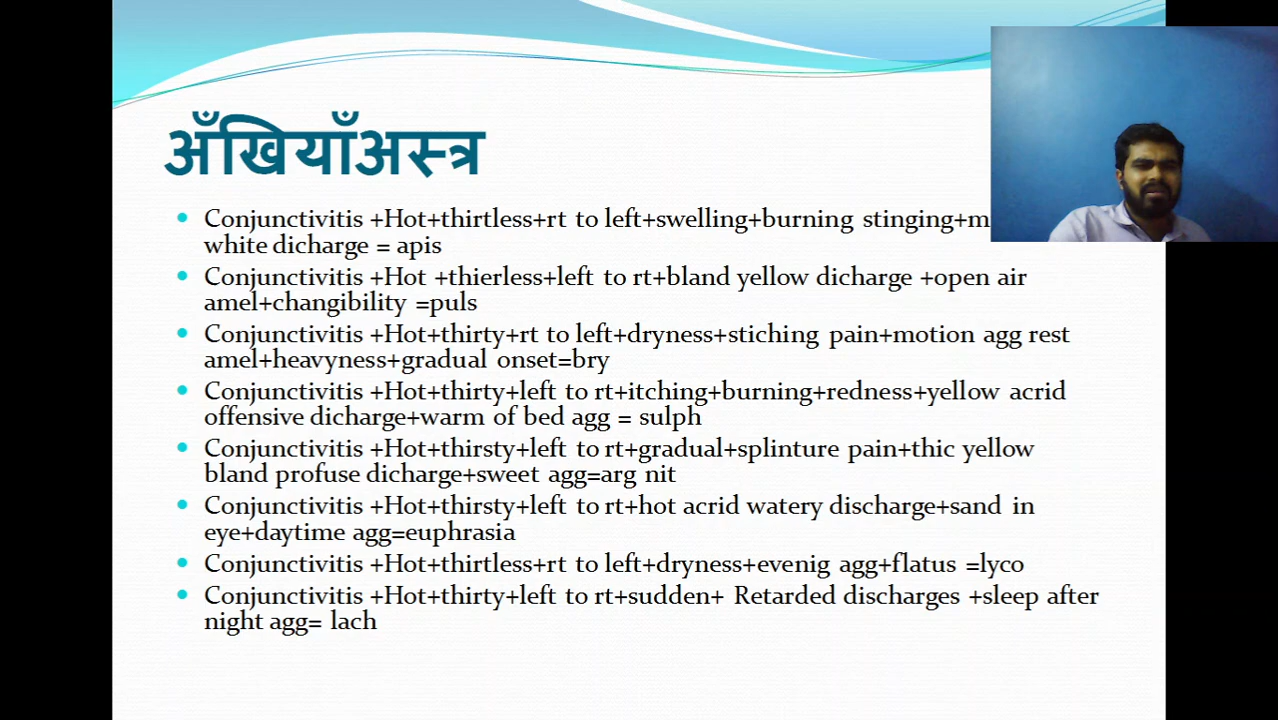 अँखियाँअस्त्र
Conjunctivitis +Hot+thirtless+rt to left+swelling+burning stinging+m
white dicharge = apis
Conjunctivitis +Hot +thierless+left to rt+bland yellow dicharge +open air
amel+changibility =puls
Conjunctivitis +Hot+thirty+rt to left+dryness+stiching pain+motion agg rest
amel+heavyness+gradual onset=bry
Conjunctivitis +Hot+thirty+left to rt+itching+burning+redness+yellow acrid
offensive dicharge+warm of bed agg = sulph
Conjunctivitis +Hot+thirsty+left to rt+gradual+splinture pain+thic yellow
bland profuse dicharge+sweet agg=arg nit
Conjunctivitis +Hot+thirsty+left to rt+hot acrid watery discharge+sand in
eye+daytime agg=euphrasia
Conjunctivitis +Hot+thirtless+rt to left+dryness+evenig agg+flatus =lyco
Conjunctivitis +Hot+thirty+left to rt+sudden+ Retarded discharges +sleep after
night agg= lach